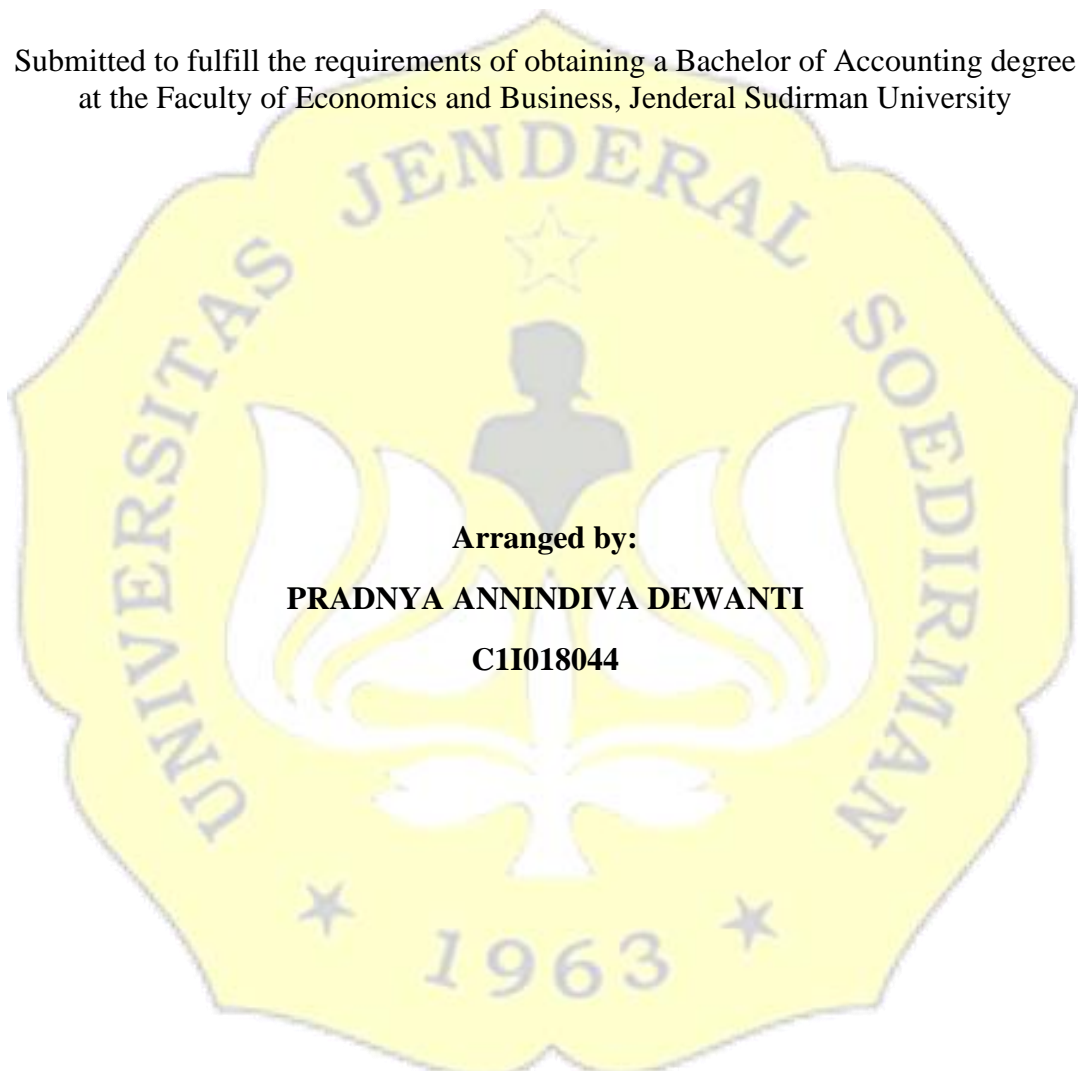 Submitted to fulfill the requirements of obtaining a Bachelor of Accounting degree
at the Faculty of Economics and Business, Jenderal Sudirman University
UNIVERSITAS JENDERAL SOEDIRMAN
Arranged by:
PRADNYA ANNINDIVA DEWANTI
C1I018044
1963